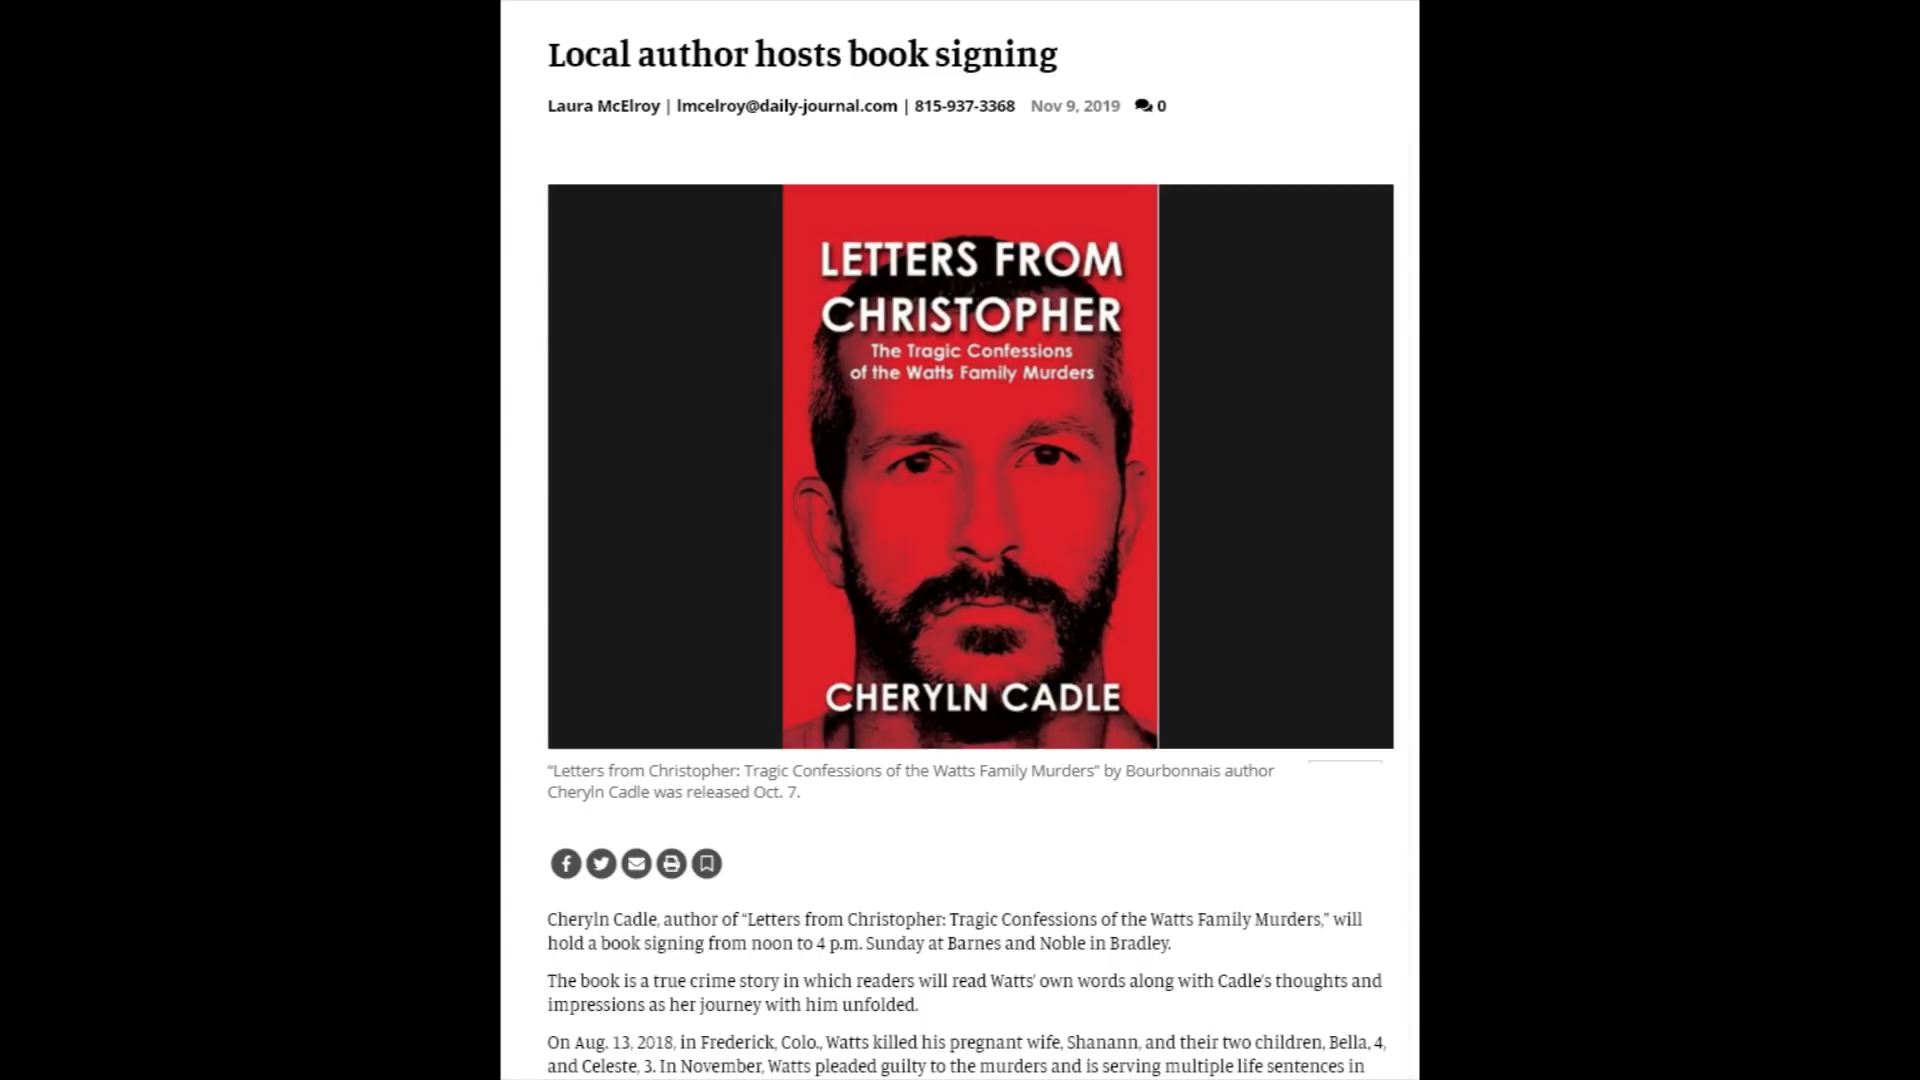 Local author hosts book signing
Laura McElroy | lmcelroy@daily-journal.com | 815-937-3368 Nov 9, 2019 0
LETTERS FROM
CHRISTOPHER
The Tragic Confessions
of the Watts Family Murders
CHERYLN CADLE
“Letters from Christopher: Tragic Confessions of the Watts Family Murders” by Bourbonnais author
Cheryln Cadle was released Oct. 7.
Cheryln Cadle, author of “Letters from Christopher: Tragic Confessions of the Watts Family Murders,” will
hold a book signing from noon to 4 p.m. Sunday at Barnes and Noble in Bradley.
The book is a true crime story in which readers will read Watts’ own words along with Cadle’s thoughts and
impressions as her journey with him unfolded.
On Aug. 13, 2018, in Frederick, Colo., Watts killed his pregnant wife, Shanann, and their two children, Bella, 4,
and Celeste, 3. In November, Watts pleaded guilty to the murders and is serving multiple life sentences in